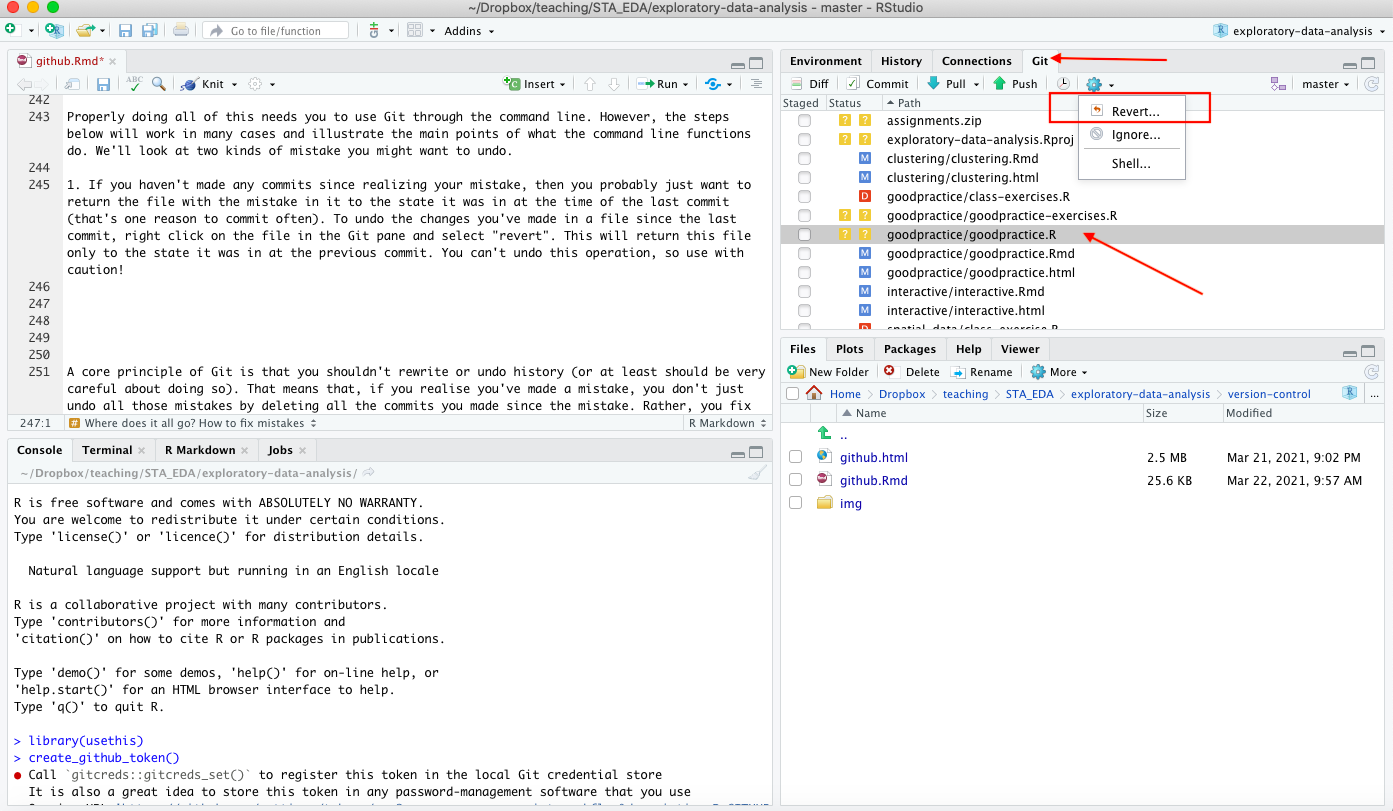 ~/Dropbox/teaching/STA_EDA/exploratory-data-analysis - master - RStudio
Go to file/function
Addins
exploratory-data-analysis
github.Rmd*
ABC
Knit
Insert
Run
242
243 Properly doing all of this needs you to use Git through the command line. However, the steps
below will work in many cases and illustrate the main points of what the command line functions
do. We'll look at two kinds of mistake you might want to undo.
244
245 1. If you haven't made any commits since realizing your mistake, then you probably just want to
return the file with the mistake in it to the state it was in at the time of the last commit
(that's one reason to commit often). To undo the changes you've made in a file since the last
commit, right click on the file in the Git pane and select "revert". This will return this file
only to the state it was in at the previous commit. You can't undo this operation, so use with
caution!
246
247
248
249
250
251 A core principle of Git is that you shouldn't rewrite or undo history (or at least should be very
careful about doing so). That means that, if you realise you've made a mistake, you don't just
undo all those mistakes by deleting all the commits you made since the mistake. Rather, you fix
247:1 # Where does it all go? How to fix mistakes R Markdown
Console Terminal R Markdown Jobs
~/Dropbox/teaching/STA_EDA/exploratory-data-analysis/
R is free software and comes with ABSOLUTELY NO WARRANTY.
You are welcome to redistribute it under certain conditions.
Type 'license()' or 'licence()' for distribution details.
Natural language support but running in an English locale
R is a collaborative project with many contributors.
Type 'contributors()' for more information and
'citation()' on how to cite R or R packages in publications.
Type 'demo()' for some demos, 'help()' for on-line help, or
'help.start()' for an HTML browser interface to help.
Type 'q()' to quit R.
> library(usethis)
> create_github_token()
● Call `gitcreds::gitcreds_set()` to register this token in the local Git credential store
It is also a great idea to store this token in any password-management software that you use
Environment History Connections Git
Diff Commit Pull Push master
Staged Status Path
? ? assignments.zip
? ? exploratory-data-analysis.Rproj
M clustering/clustering.Rmd
M clustering/clustering.html
D goodpractice/class-exercises.R
? ? goodpractice/goodpractice-exercises.R
? ? goodpractice/goodpractice.R
M goodpractice/goodpractice.Rmd
M goodpractice/goodpractice.html
M interactive/interactive.Rmd
M interactive/interactive.html
D spatial_data/class_exercise.R
Revert...
Ignore...
Shell...
Files Plots Packages Help Viewer
New Folder Delete Rename More
Home Dropbox teaching STA_EDA exploratory-data-analysis version-control ...
Name Size Modified
..
github.html 2.5 MB Mar 21, 2021, 9:02 PM
github.Rmd 25.6 KB Mar 22, 2021, 9:57 AM
img